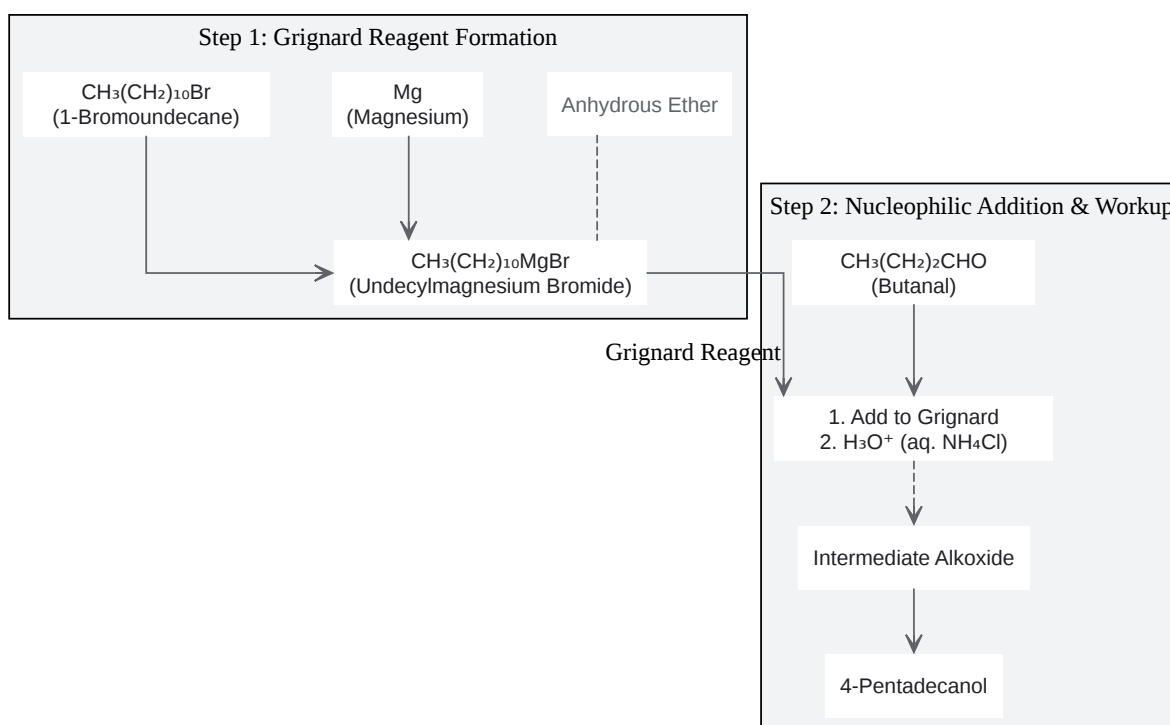 Step 1: Grignard Reagent Formation
CH₃(CH₂)₁₀Br
(1-Bromoundecane)
Mg
(Magnesium)
Anhydrous Ether
CH₃(CH₂)₁₀MgBr
(Undecylmagnesium Bromide)
Grignard Reagent
Step 2: Nucleophilic Addition & Workup
CH₃(CH₂)₂CHO
(Butanal)
1. Add to Grignard
2. H₃O⁺ (aq. NH₄Cl)
Intermediate Alkoxide
4-Pentadecanol